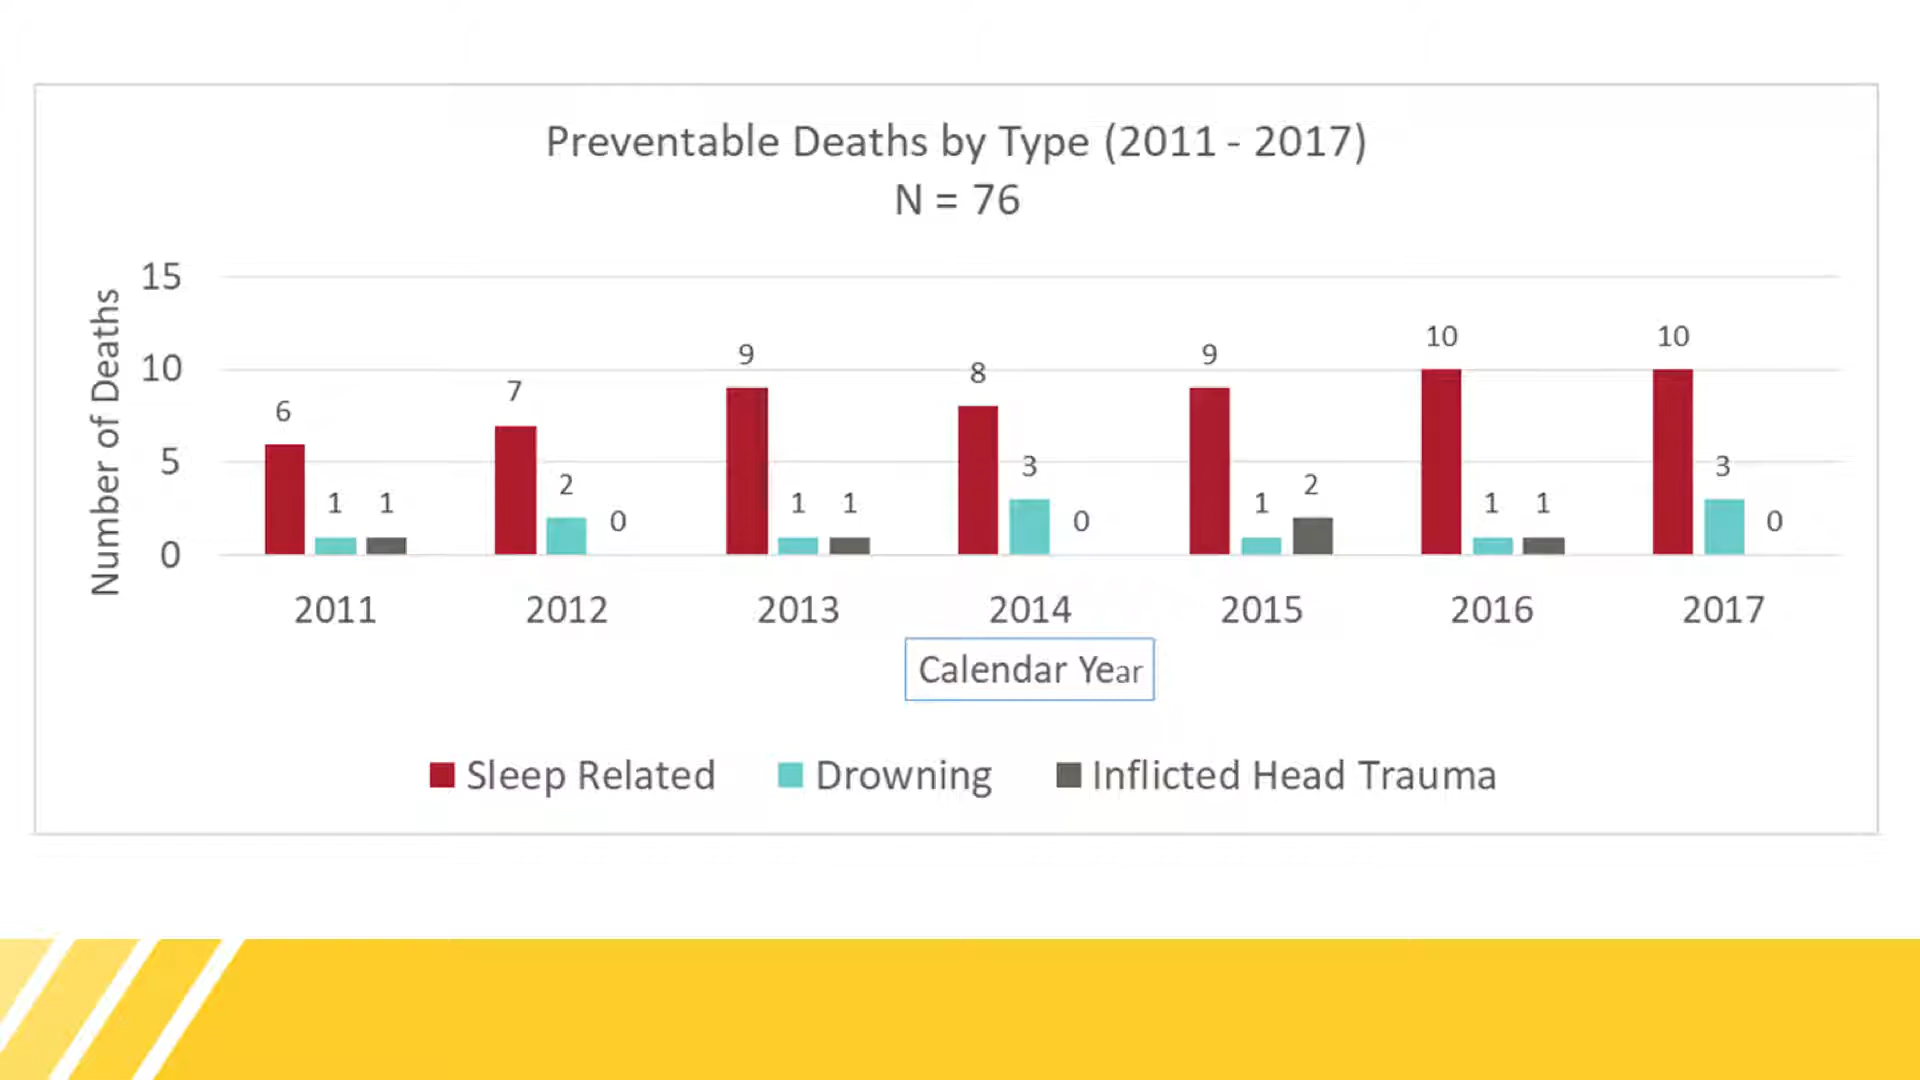 Preventable Deaths by Type (2011 - 2017)
N = 76
Number of Deaths
15
10
5
0
6 1 1
7 2 0
9 1 1
8 3 0
9 1 2
10 1 1
10 3 0
2011 2012 2013 2014 2015 2016 2017
Calendar Year
Sleep Related Drowning Inflicted Head Trauma